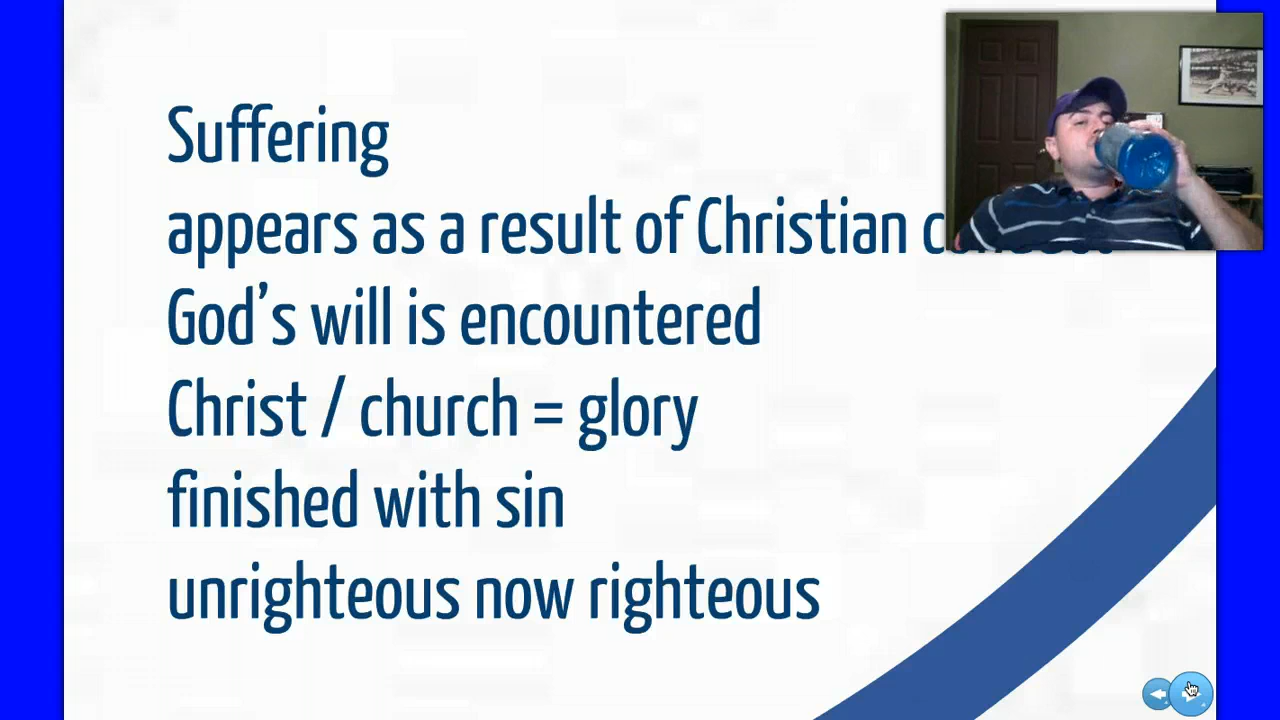 Suffering
appears as a result of Christian
God's will is encountered
Christ / church = glory
finished with sin
unrighteous now righteous